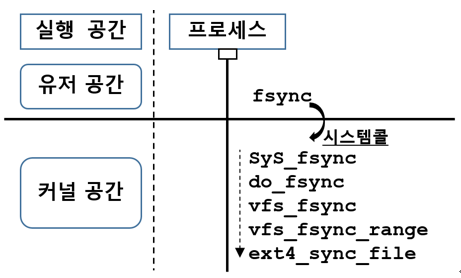 실행 공간
프로세스
유저 공간
fsync
시스템콜
커널 공간
SyS_fsync
do_fsync
vfs_fsync
vfs_fsync_range
ext4_sync_file